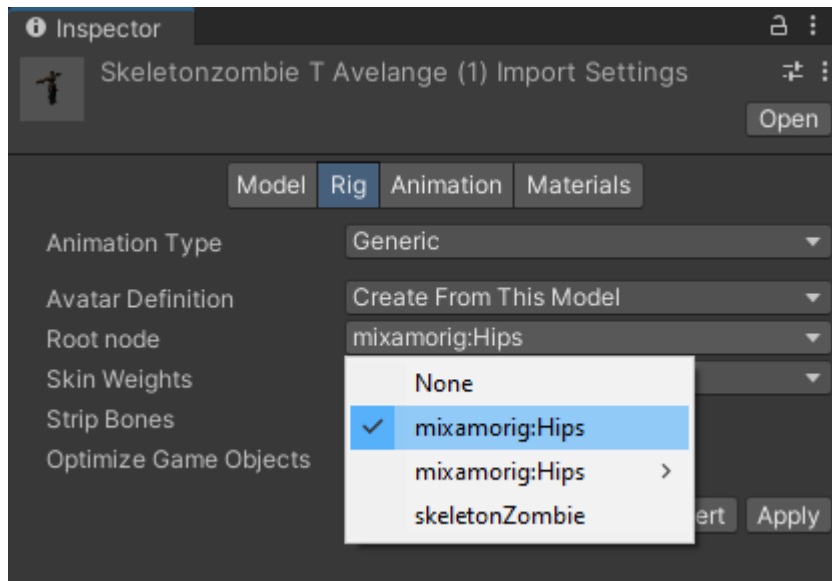 Inspector
Skeletonzombie T Avelange (1) Import Settings
Open
Model Rig Animation Materials
Animation Type Generic
Avatar Definition Create From This Model
Root node mixamorig:Hips
Skin Weights
None
Strip Bones
mixamorig:Hips
Optimize Game Objects
mixamorig:Hips
skeletonZombie
ert Apply